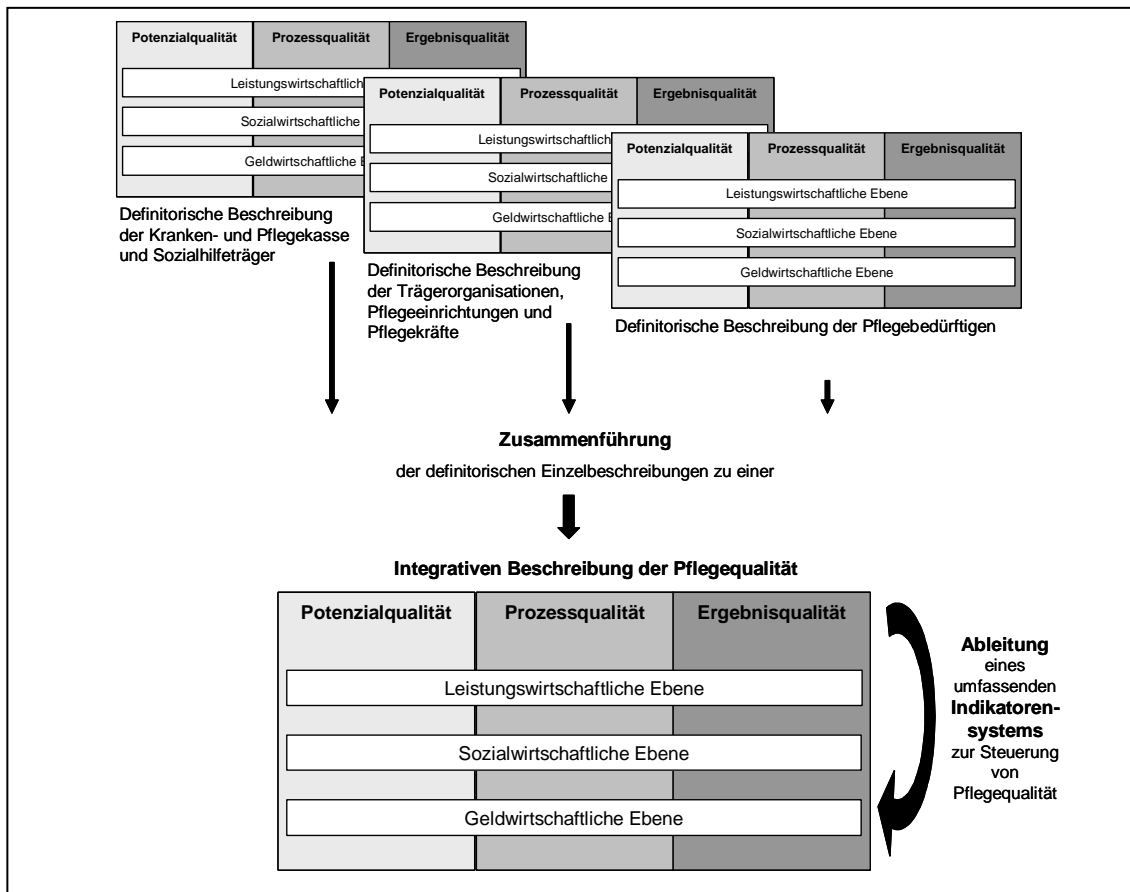 Potenzialqualität Prozessqualität Ergebnisqualität
Leistungswirtschaftlich
Sozialwirtschaftliche
Geldwirtschaftliche E
Definitorische Beschreibung
der Kranken- und Pflegekasse
und Sozialhilfeträger
Potenzialqualität Prozessqualität Ergebnisqualität
Leistungswirtschaftlic
Sozialwirtschaftliche
Geldwirtschaftliche E
Definitorische Beschreibung
der Trägerorganisationen,
Pflegeeinrichtungen und
Pflegekräfte
Potenzialqualität Prozessqualität Ergebnisqualität
Leistungswirtschaftliche Ebene
Sozialwirtschaftliche Ebene
Geldwirtschaftliche Ebene
Definitorische Beschreibung der Pflegebedürftigen
Zusammenführung
der definitorischen Einzelbeschreibungen zu einer
Integrativen Beschreibung der Pflegequalität
Potenzialqualität Prozessqualität Ergebnisqualität
Leistungswirtschaftliche Ebene
Sozialwirtschaftliche Ebene
Geldwirtschaftliche Ebene
Ableitung
eines
umfassenden
Indikatoren-
systems
zur Steuerung
von
Pflegequalität